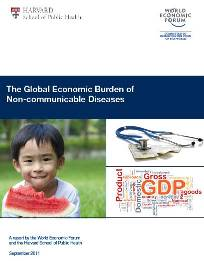 HARVARD
School of Public Health
WORLD
ECONOMIC
FORUM
The Global Economic Burden of
Non-communicable Diseases
Product
Domestic
Gross
GDP
goods
A report by the World Economic Forum
and the Harvard School of Public Health
September 2011